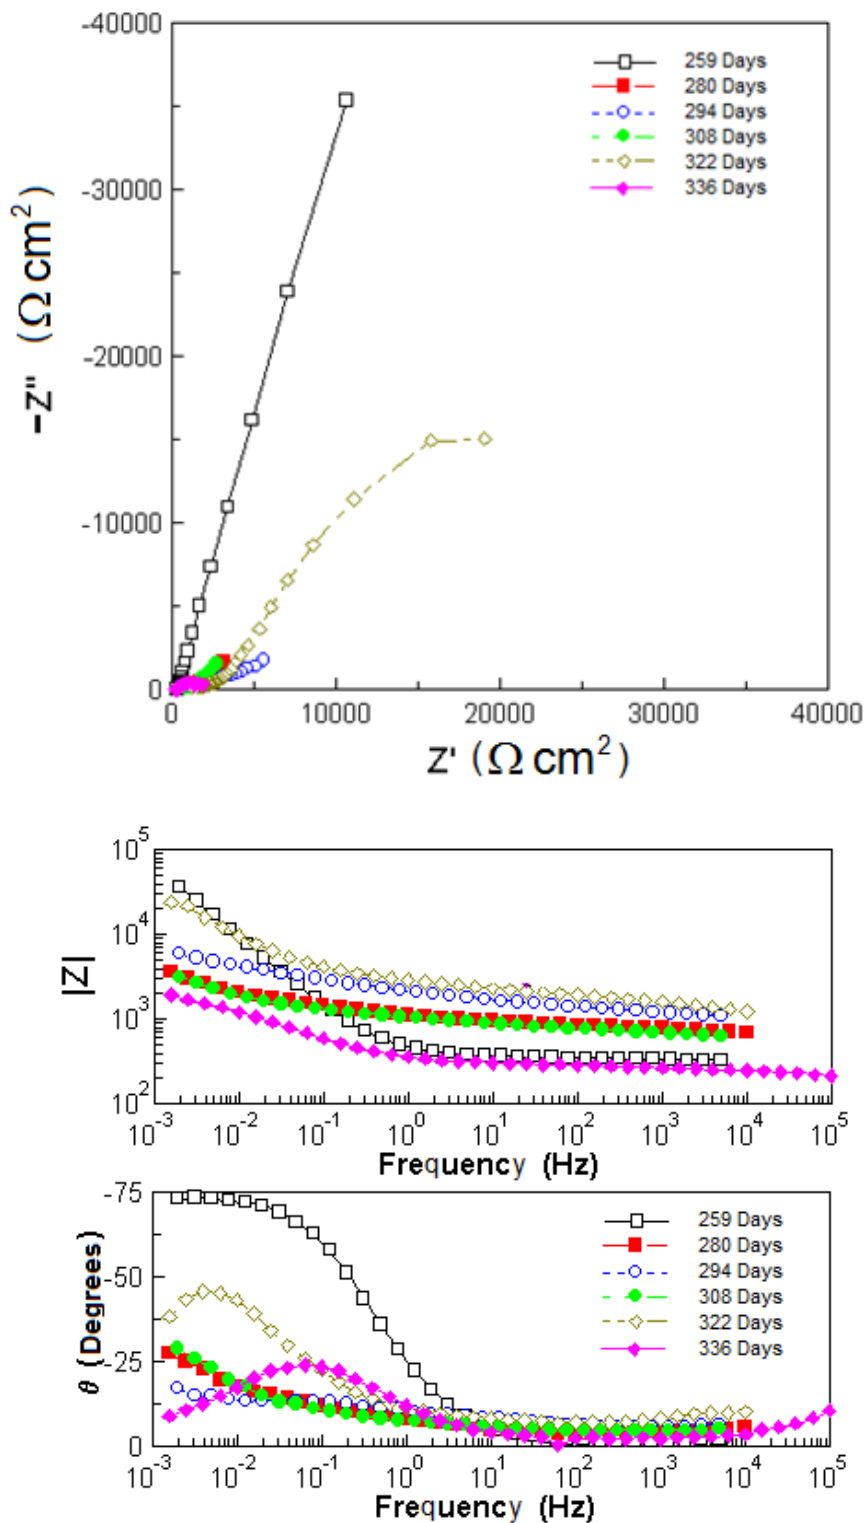 -40000
-30000
-20000
-10000
0
−Z'' (Ω cm²)
259 Days
280 Days
294 Days
308 Days
322 Days
336 Days
0 10000 20000 30000 40000
Z' (Ω cm²)
10⁵
10⁴
10³
10²
|Z|
10⁻³ 10⁻² 10⁻¹ 10⁰ 10¹ 10² 10³ 10⁴ 10⁵
Frequency (Hz)
-75
-50
-25
0
θ (Degrees)
259 Days
280 Days
294 Days
308 Days
322 Days
336 Days
10⁻³ 10⁻² 10⁻¹ 10⁰ 10¹ 10² 10³ 10⁴ 10⁵
Frequency (Hz)